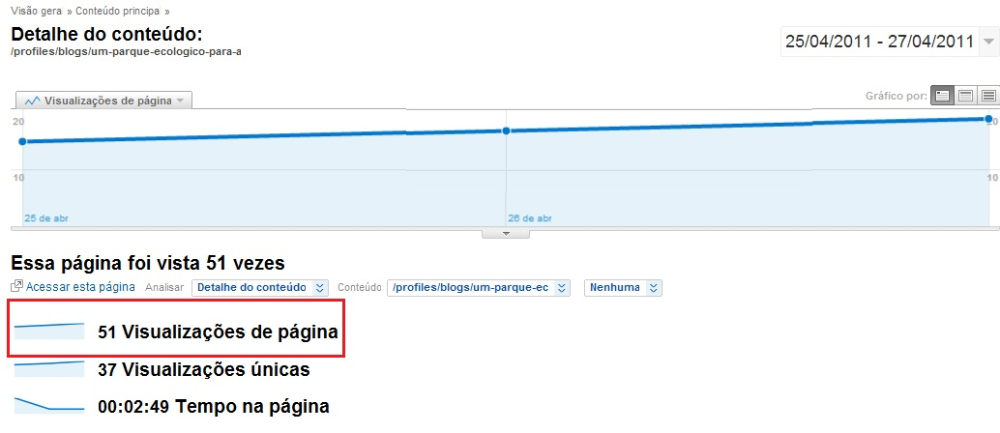 Visão geral » Conteúdo principal »
Detalhe do conteúdo:
/profiles/blogs/um-parque-ecologico-para-a
25/04/2011 - 27/04/2011
Visualizações de página
Gráfico por:
20
20
10
10
25 de abr
26 de abr
Essa página foi vista 51 vezes
Acessar esta página Analisar Detalhe do conteúdo Conteúdo /profiles/blogs/um-parque-ec Nenhuma
51 Visualizações de página
37 Visualizações únicas
00:02:49 Tempo na página